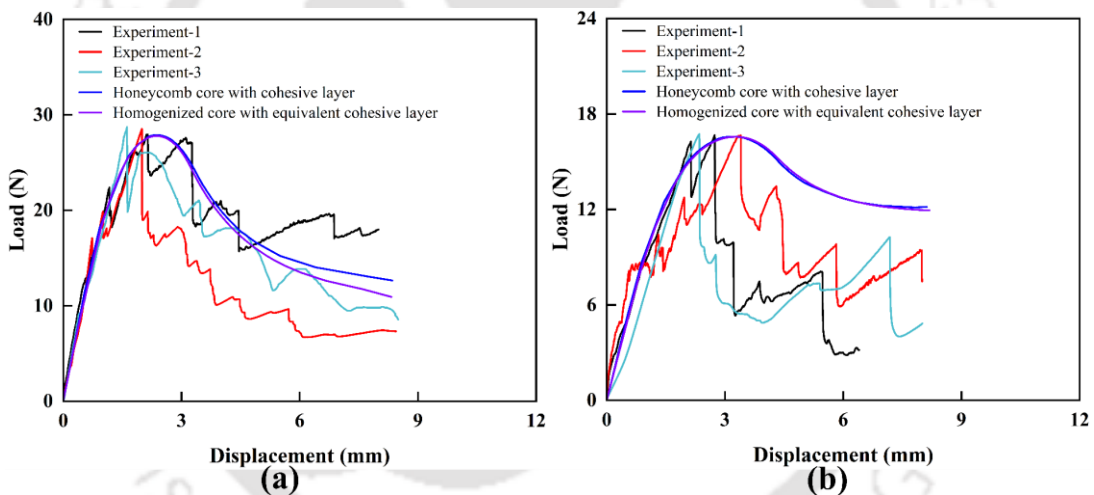 40
30
20
10
0
Load (N)
Experiment-1
Experiment-2
Experiment-3
Honeycomb core with cohesive layer
Homogenized core with equivalent cohesive layer
0 3 6 9 12
Displacement (mm)
(a)
24
18
12
6
0
Load (N)
Experiment-1
Experiment-2
Experiment-3
Honeycomb core with cohesive layer
Homogenized core with equivalent cohesive layer
0 3 6 9 12
Displacement (mm)
(b)